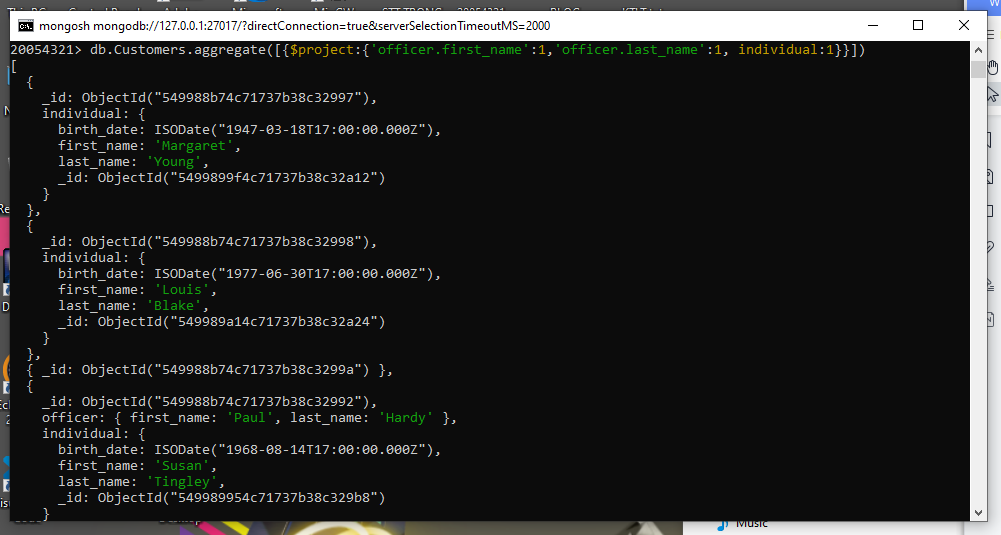 mongosh mongodb://127.0.0.1:27017/?directConnection=true&serverSelectionTimeoutMS=2000
20054321> db.Customers.aggregate([{$project:{'officer.first_name':1,'officer.last_name':1, individual:1}}])
[
  {
    _id: ObjectId("549988b74c71737b38c32997"),
    individual: {
      birth_date: ISODate("1947-03-18T17:00:00.000Z"),
      first_name: 'Margaret',
      last_name: 'Young',
      _id: ObjectId("5499899f4c71737b38c32a12")
    }
  },
  {
    _id: ObjectId("549988b74c71737b38c32998"),
    individual: {
      birth_date: ISODate("1977-06-30T17:00:00.000Z"),
      first_name: 'Louis',
      last_name: 'Blake',
      _id: ObjectId("549989a14c71737b38c32a24")
    }
  },
  { _id: ObjectId("549988b74c71737b38c3299a") },
  {
    _id: ObjectId("549988b74c71737b38c32992"),
    officer: { first_name: 'Paul', last_name: 'Hardy' },
    individual: {
      birth_date: ISODate("1968-08-14T17:00:00.000Z"),
      first_name: 'Susan',
      last_name: 'Tingley',
      _id: ObjectId("549989954c71737b38c329b8")
    }
Music